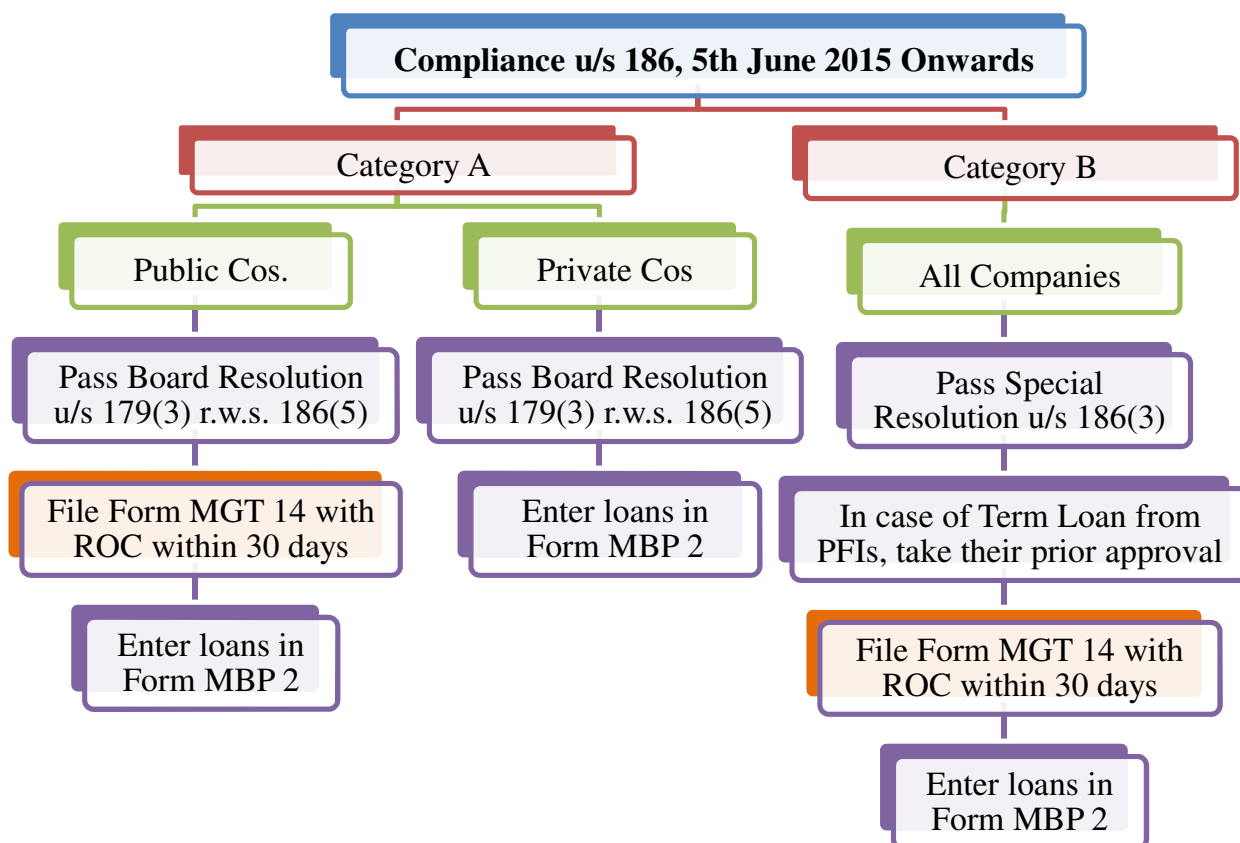 Compliance u/s 186, 5th June 2015 Onwards
Category A
Category B
Public Cos.
Private Cos
All Companies
Pass Board Resolution
u/s 179(3) r.w.s. 186(5)
Pass Board Resolution
u/s 179(3) r.w.s. 186(5)
Pass Special
Resolution u/s 186(3)
File Form MGT 14 with
ROC within 30 days
Enter loans in
Form MBP 2
In case of Term Loan from
PFIs, take their prior approval
Enter loans in
Form MBP 2
File Form MGT 14 with
ROC within 30 days
Enter loans in
Form MBP 2